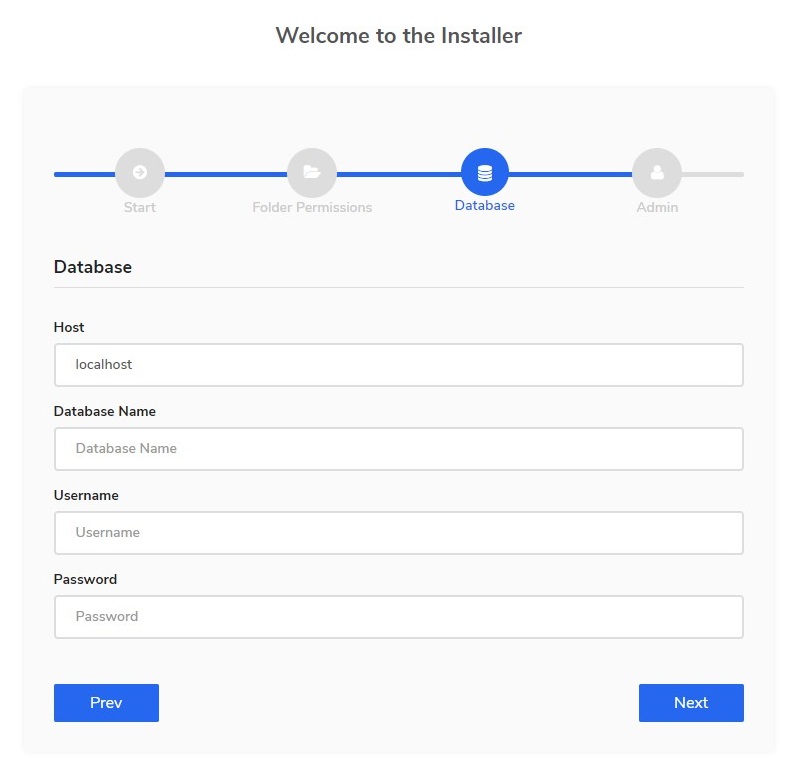 Welcome to the Installer
Start
Folder Permissions
Database
Admin
Database
Host
localhost
Database Name
Database Name
Username
Username
Password
Password
Prev
Next